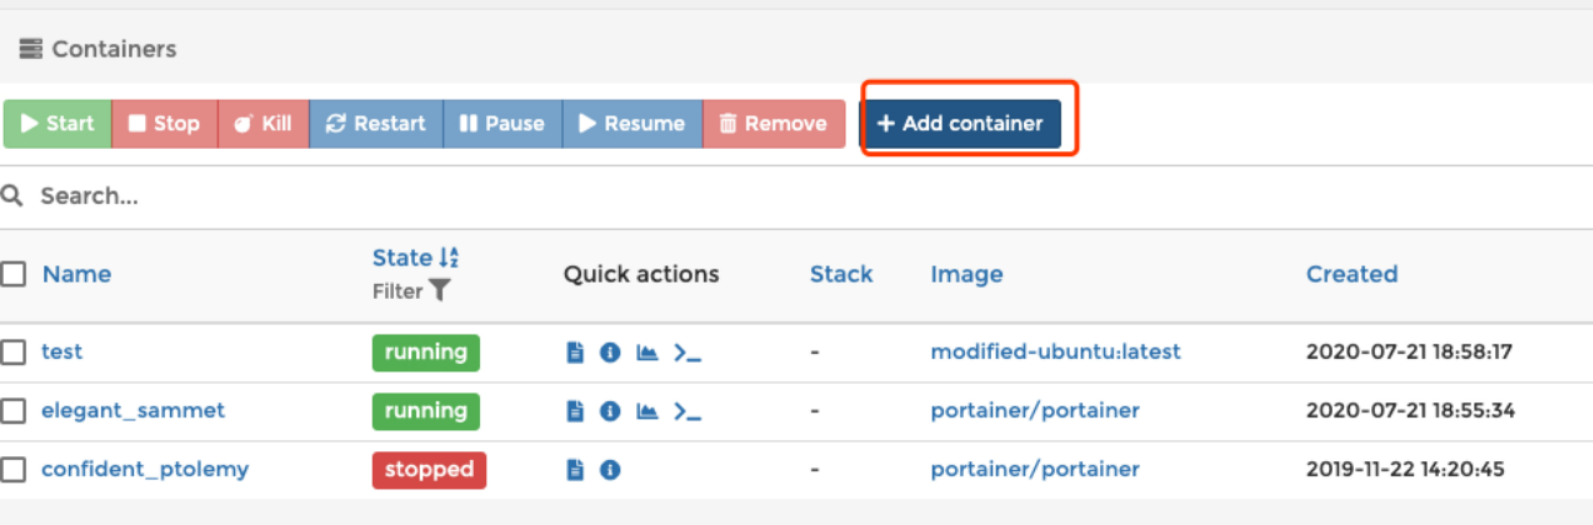 Containers
Start Stop Kill Restart Pause Resume Remove + Add container
Search...
Name State Filter Quick actions Stack Image Created
test running - modified-ubuntu:latest 2020-07-21 18:58:17
elegant_sammet running - portainer/portainer 2020-07-21 18:55:34
confident_ptolemy stopped - portainer/portainer 2019-11-22 14:20:45